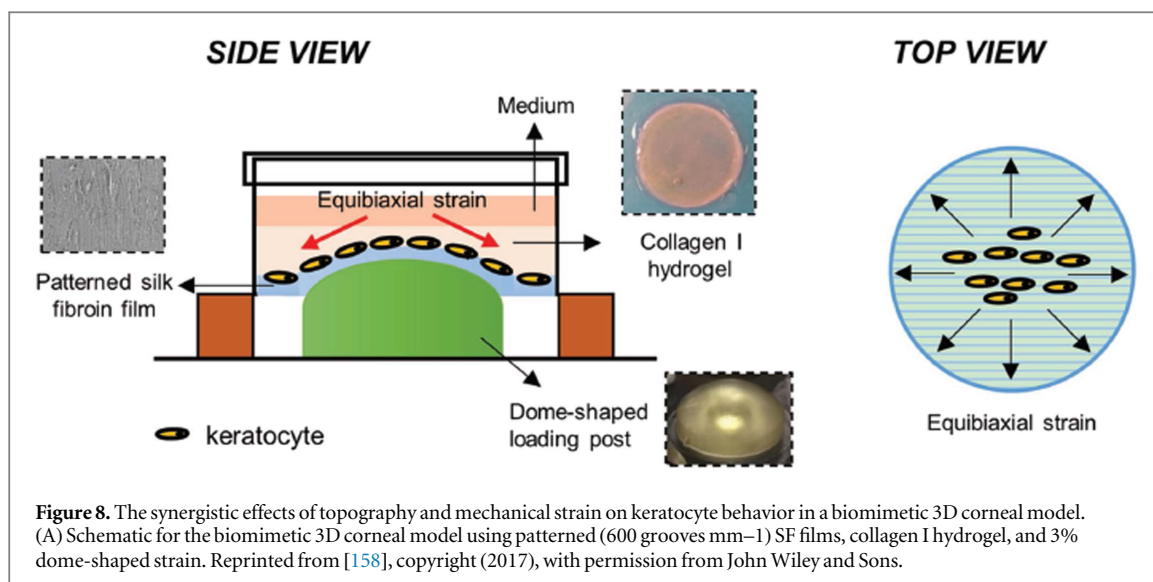 SIDE VIEW
TOP VIEW
Medium
Equibiaxial strain
Collagen I
hydrogel
Patterned silk
fibroin film
Dome-shaped
loading post
keratocyte
Equibiaxial strain
Figure 8. The synergistic effects of topography and mechanical strain on keratocyte behavior in a biomimetic 3D corneal model.
(A) Schematic for the biomimetic 3D corneal model using patterned (600 grooves mm−1) SF films, collagen I hydrogel, and 3%
dome-shaped strain. Reprinted from [158], copyright (2017), with permission from John Wiley and Sons.